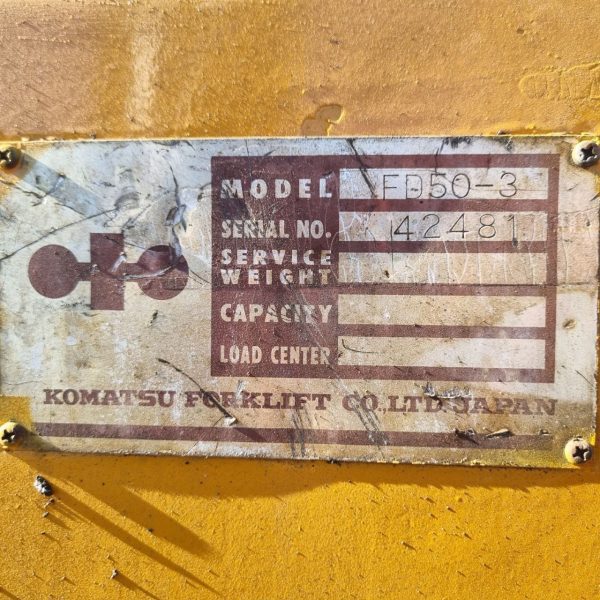 MODEL FD50-3
SERIAL NO. 42481
SERVICE
WEIGHT
CAPACITY
LOAD CENTER
KOMATSU FORKLIFT CO.,LTD JAPAN